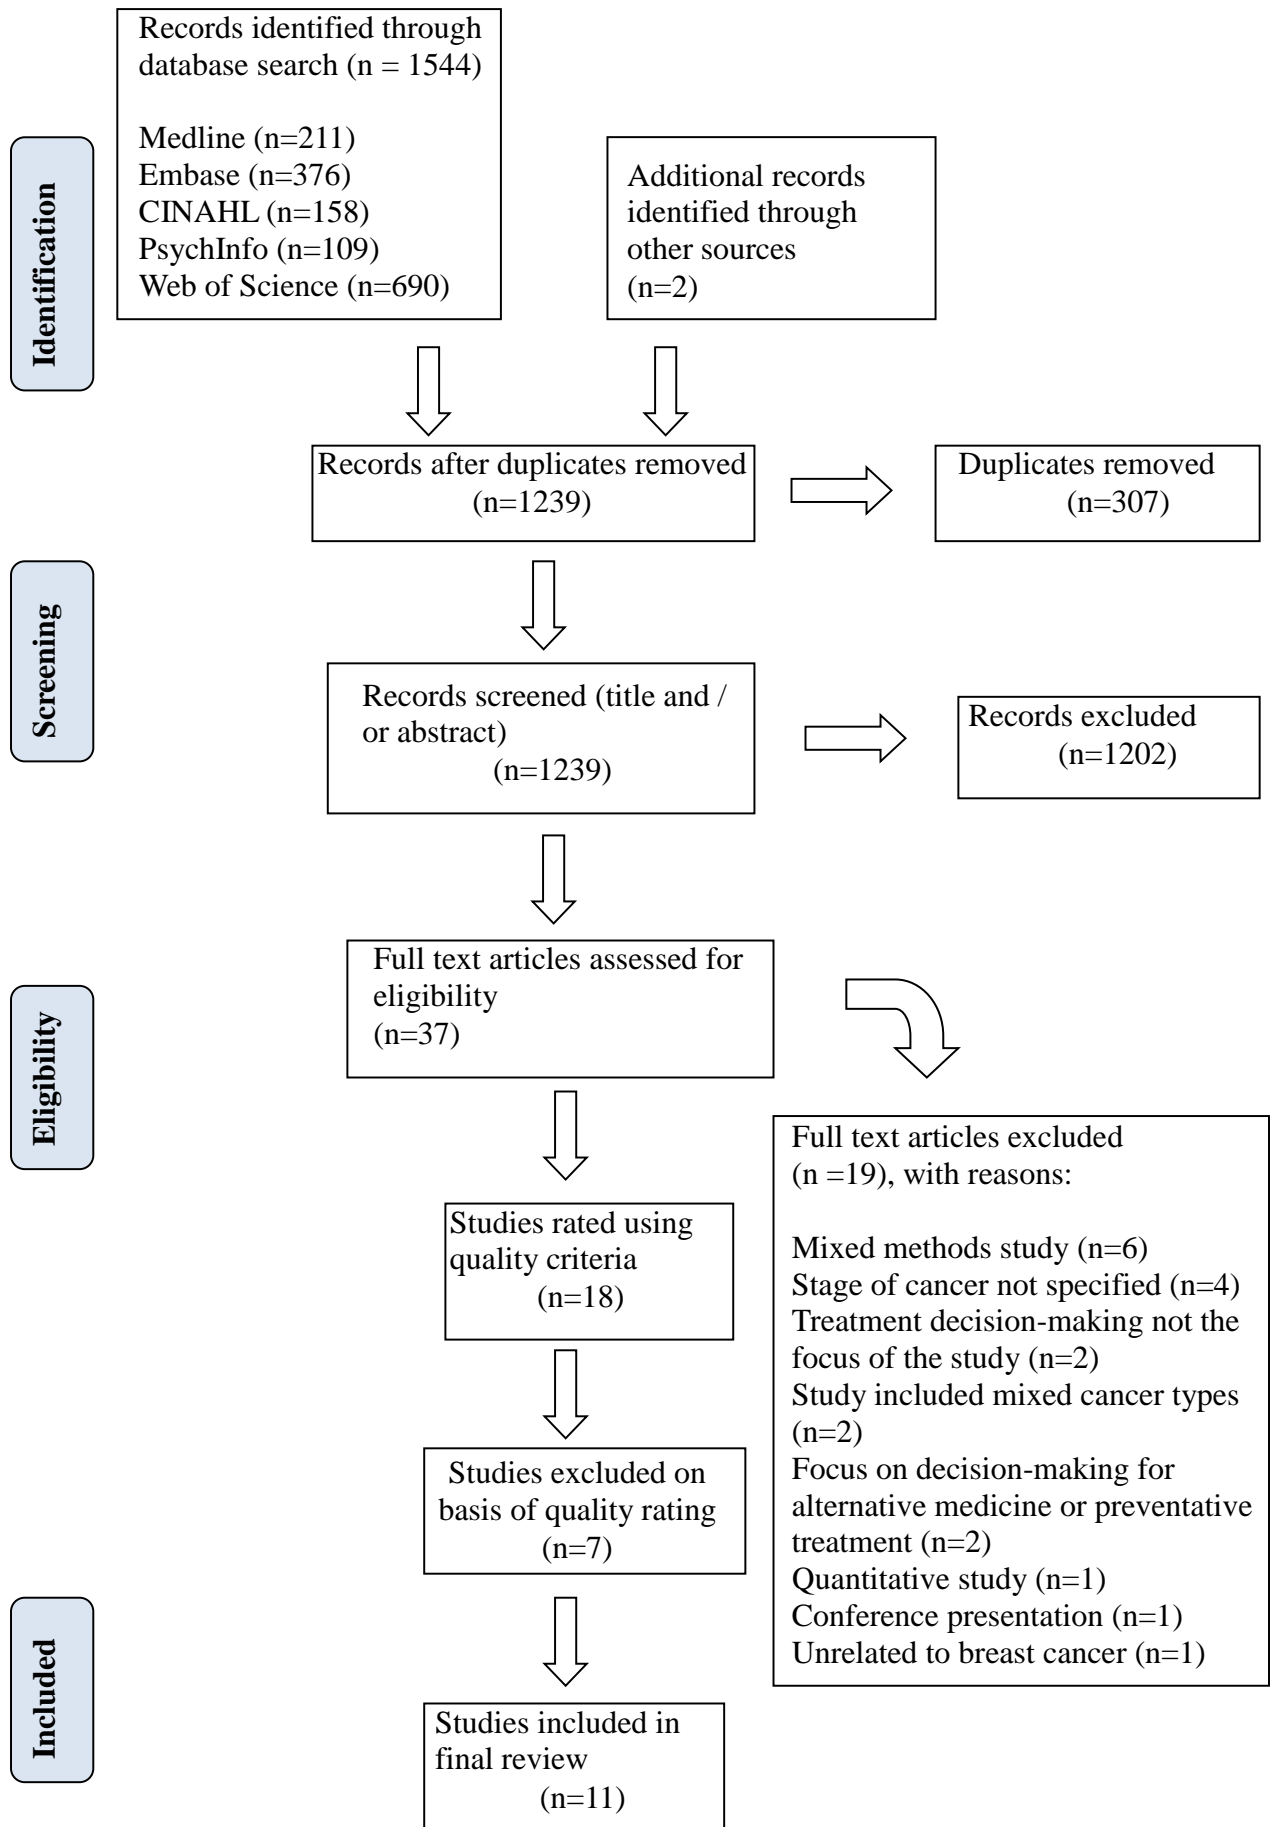 Records identified through
database search (n = 1544)
Medline (n=211)
Embase (n=376)
CINAHL (n=158)
PsychInfo (n=109)
Web of Science (n=690)
Additional records
identified through
other sources
(n=2)
Identification
Records after duplicates removed
(n=1239)
Duplicates removed
(n=307)
Screening
Records screened (title and /
or abstract)
(n=1239)
Records excluded
(n=1202)
Eligibility
Full text articles assessed for
eligibility
(n=37)
Full text articles excluded
(n =19), with reasons:
Mixed methods study (n=6)
Stage of cancer not specified (n=4)
Treatment decision-making not the
focus of the study (n=2)
Study included mixed cancer types
(n=2)
Focus on decision-making for
alternative medicine or preventative
treatment (n=2)
Quantitative study (n=1)
Conference presentation (n=1)
Unrelated to breast cancer (n=1)
Studies rated using
quality criteria
(n=18)
Studies excluded on
basis of quality rating
(n=7)
Included
Studies included in
final review
(n=11)